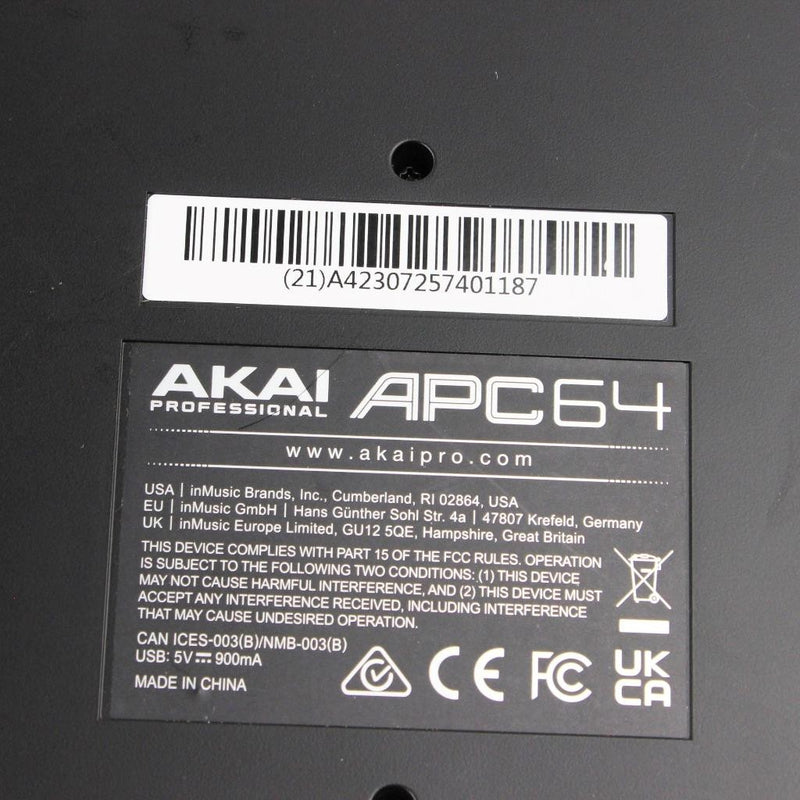 (21)A42307257401187
AKAI APC64
PROFESSIONAL
www.akaipro.com
USA | inMusic Brands, Inc., Cumberland, RI 02864, USA
EU | inMusic GmbH | Hans Günther Sohl Str. 4a | 47807 Krefeld, Germany
UK | inMusic Europe Limited, GU12 5QE, Hampshire, Great Britain
THIS DEVICE COMPLIES WITH PART 15 OF THE FCC RULES. OPERATION
IS SUBJECT TO THE FOLLOWING TWO CONDITIONS: (1) THIS DEVICE
MAY NOT CAUSE HARMFUL INTERFERENCE, AND (2) THIS DEVICE MUST
ACCEPT ANY INTERFERENCE RECEIVED, INCLUDING INTERFERENCE
THAT MAY CAUSE UNDESIRED OPERATION.
CAN ICES-003(B)/NMB-003(B)
USB: 5V ⎓ 900mA
MADE IN CHINA
CE FC UK
CA